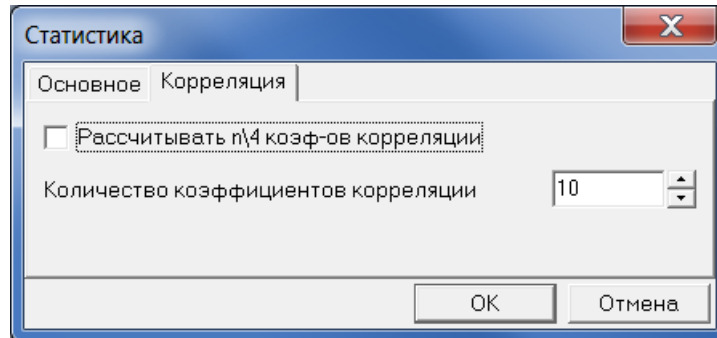 Статистика
Основное Корреляция
Рассчитывать n\4 коэф-ов корреляции
Количество коэффициентов корреляции 10
OK Отмена